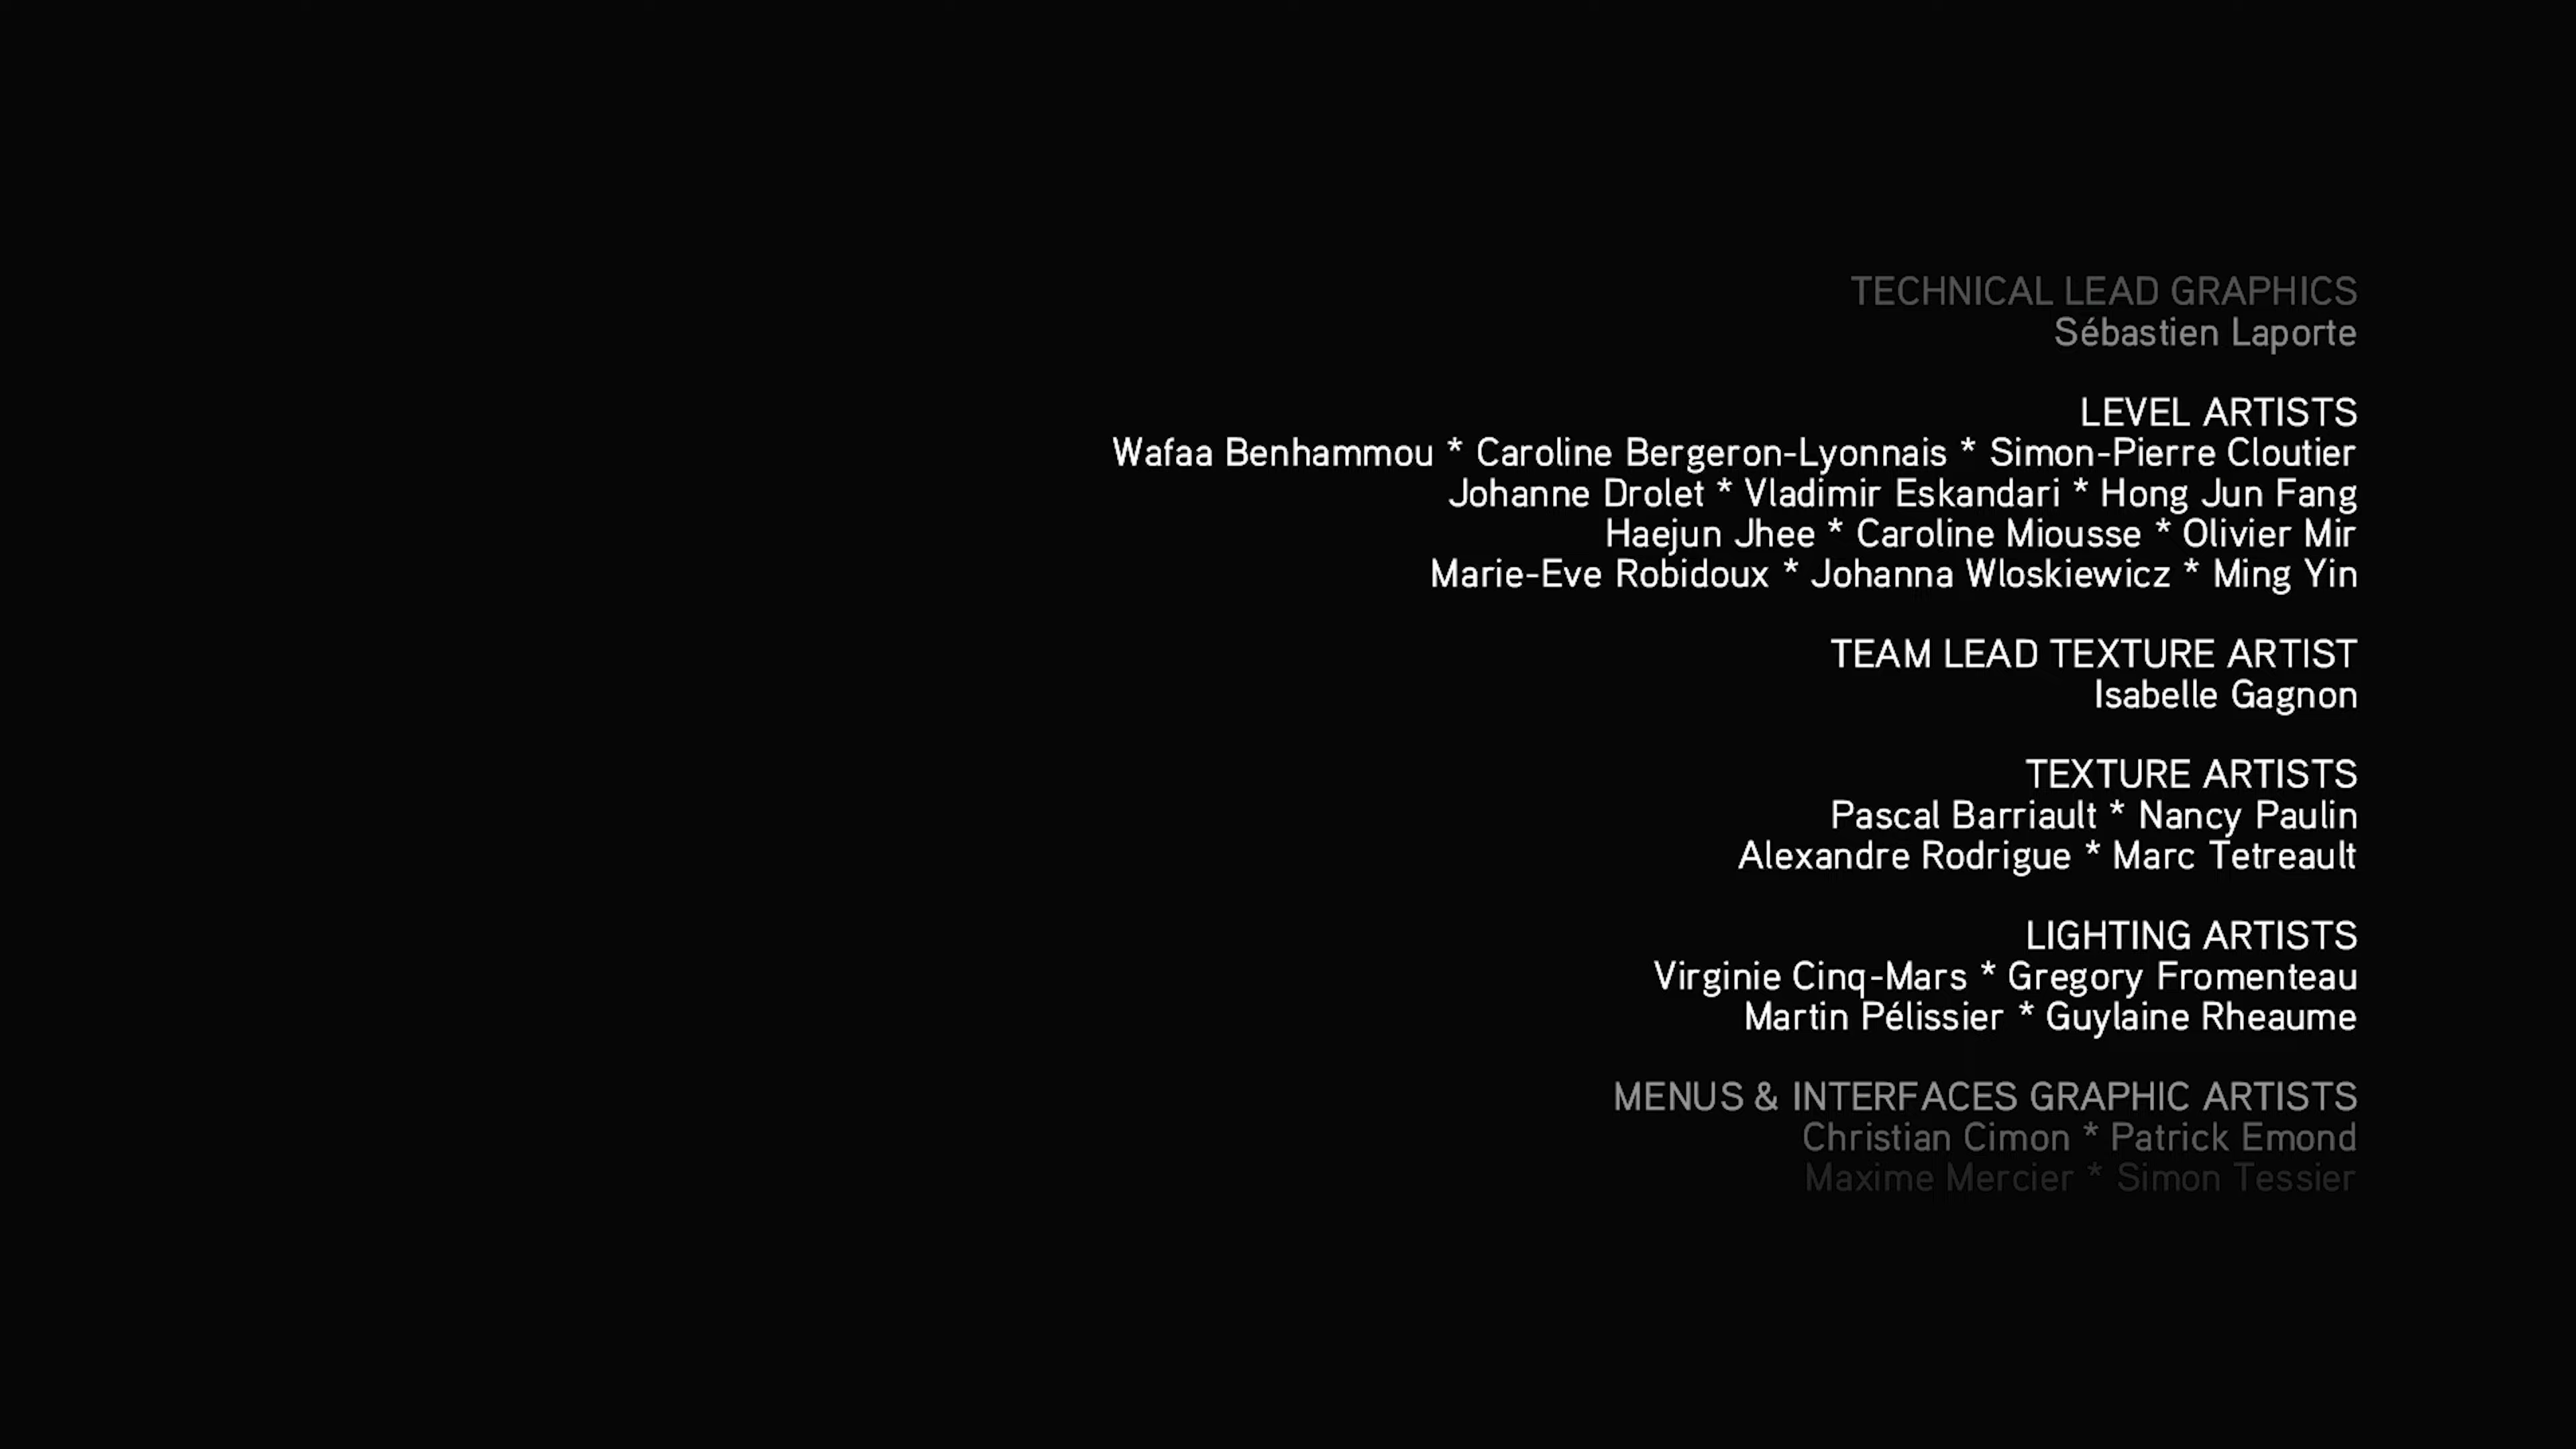 TECHNICAL LEAD GRAPHICS
Sébastien Laporte
LEVEL ARTISTS
Wafaa Benhammou * Caroline Bergeron-Lyonnais * Simon-Pierre Cloutier
Johanne Drolet * Vladimir Eskandari * Hong Jun Fang
Haejun Jhee * Caroline Miousse * Olivier Mir
Marie-Eve Robidoux * Johanna Wloskiewicz * Ming Yin
TEAM LEAD TEXTURE ARTIST
Isabelle Gagnon
TEXTURE ARTISTS
Pascal Barriault * Nancy Paulin
Alexandre Rodrigue * Marc Tetreault
LIGHTING ARTISTS
Virginie Cinq-Mars * Gregory Fromenteau
Martin Pélissier * Guylaine Rheaume
MENUS & INTERFACES GRAPHIC ARTISTS
Christian Cimon * Patrick Emond
Maxime Mercier * Simon Tessier